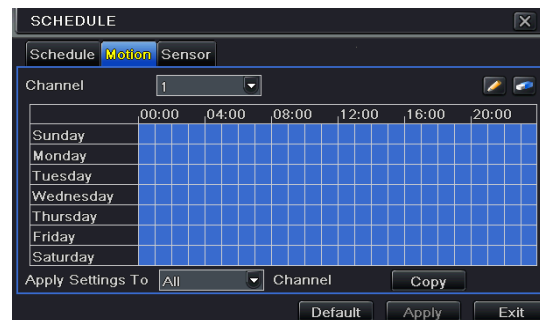 SCHEDULE
Schedule Motion Sensor
Channel 1
00:00 04:00 08:00 12:00 16:00 20:00
Sunday
Monday
Tuesday
Wednesday
Thursday
Friday
Saturday
Apply Settings To All Channel Copy
Default Apply Exit